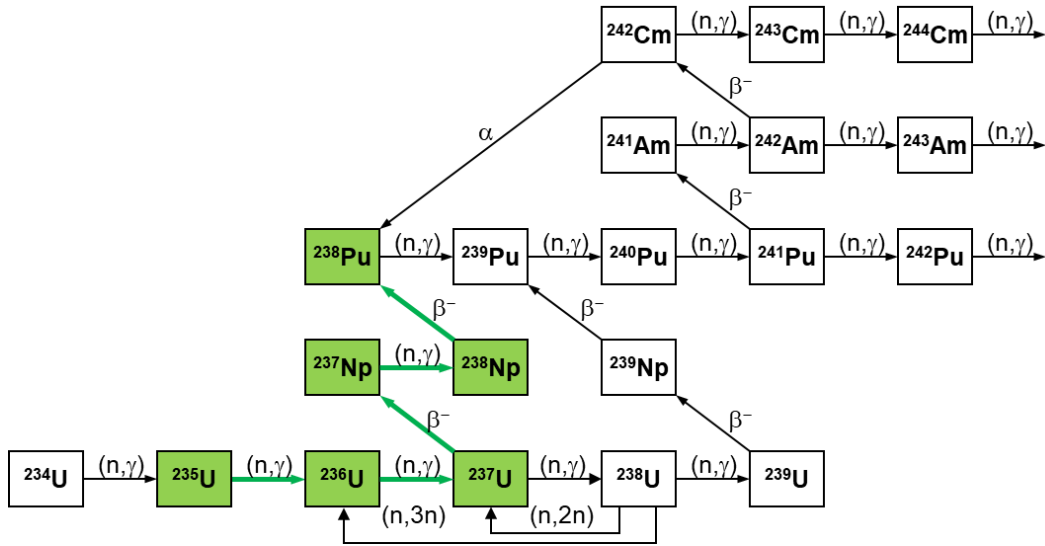 ²⁴²Cm (n,γ) ²⁴³Cm (n,γ) ²⁴⁴Cm (n,γ)
β⁻
α
²⁴¹Am (n,γ) ²⁴²Am (n,γ) ²⁴³Am (n,γ)
β⁻
²³⁸Pu (n,γ) ²³⁹Pu (n,γ) ²⁴⁰Pu (n,γ) ²⁴¹Pu (n,γ) ²⁴²Pu (n,γ)
β⁻ β⁻
²³⁷Np (n,γ) ²³⁸Np ²³⁹Np
β⁻ β⁻
²³⁴U (n,γ) ²³⁵U (n,γ) ²³⁶U (n,γ) ²³⁷U (n,γ) ²³⁸U (n,γ) ²³⁹U
(n,3n) (n,2n)